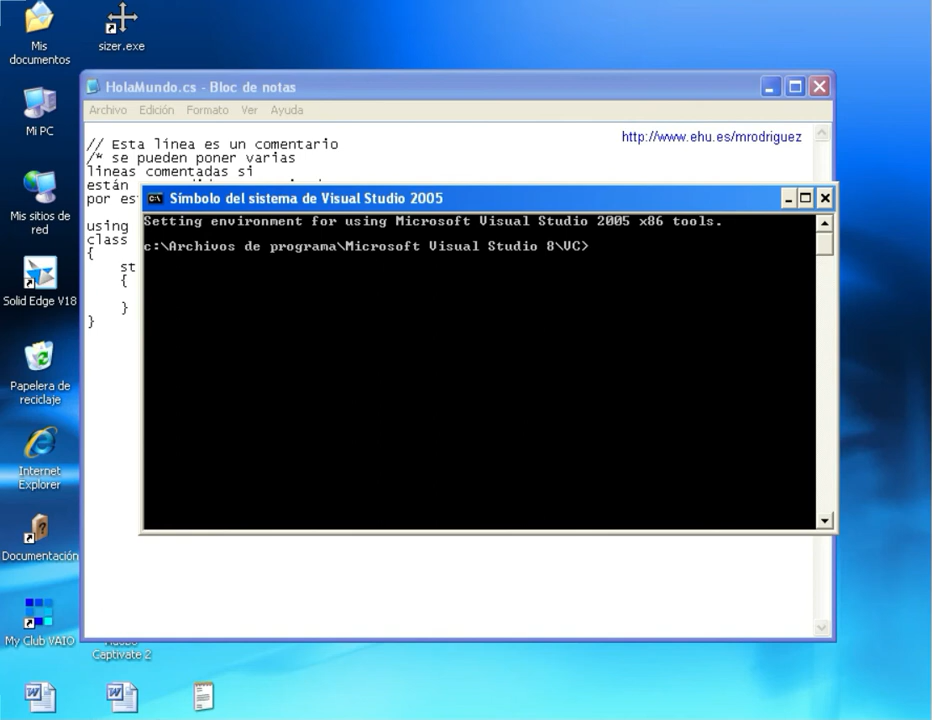 Mis
documentos
sizer.exe
Mi PC
Mis sitios de
red
Solid Edge V18
Papelera de
reciclaje
Internet
Explorer
Documentación
My Club VAIO
Captivate 2
HolaMundo.cs - Bloc de notas
Archivo Edición Formato Ver Ayuda
http://www.ehu.es/mrodriguez
// Esta línea es un comentario
/* se pueden poner varias
líneas comentadas si
están
por es
using
class
{
st
{
}
}
Símbolo del sistema de Visual Studio 2005
Setting environment for using Microsoft Visual Studio 2005 x86 tools.
c:\Archivos de programa\Microsoft Visual Studio 8\VC>